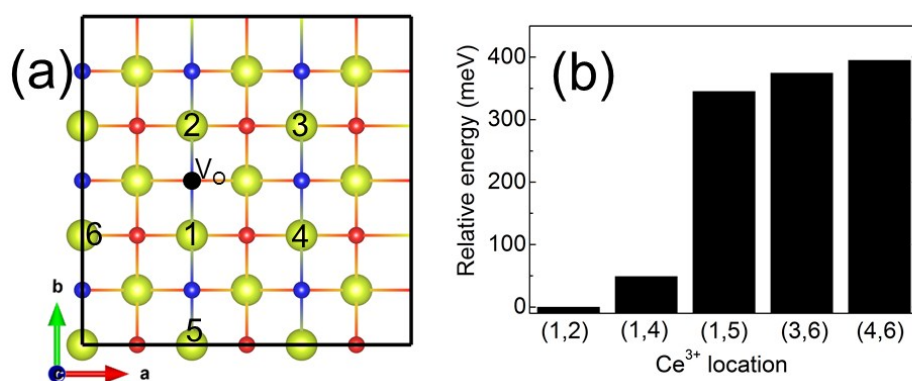 (a)
2
3
VO
6
1
4
5
b
c
a
(b)
Relative energy (meV)
400
300
200
100
0
(1,2) (1,4) (1,5) (3,6) (4,6)
Ce³⁺ location